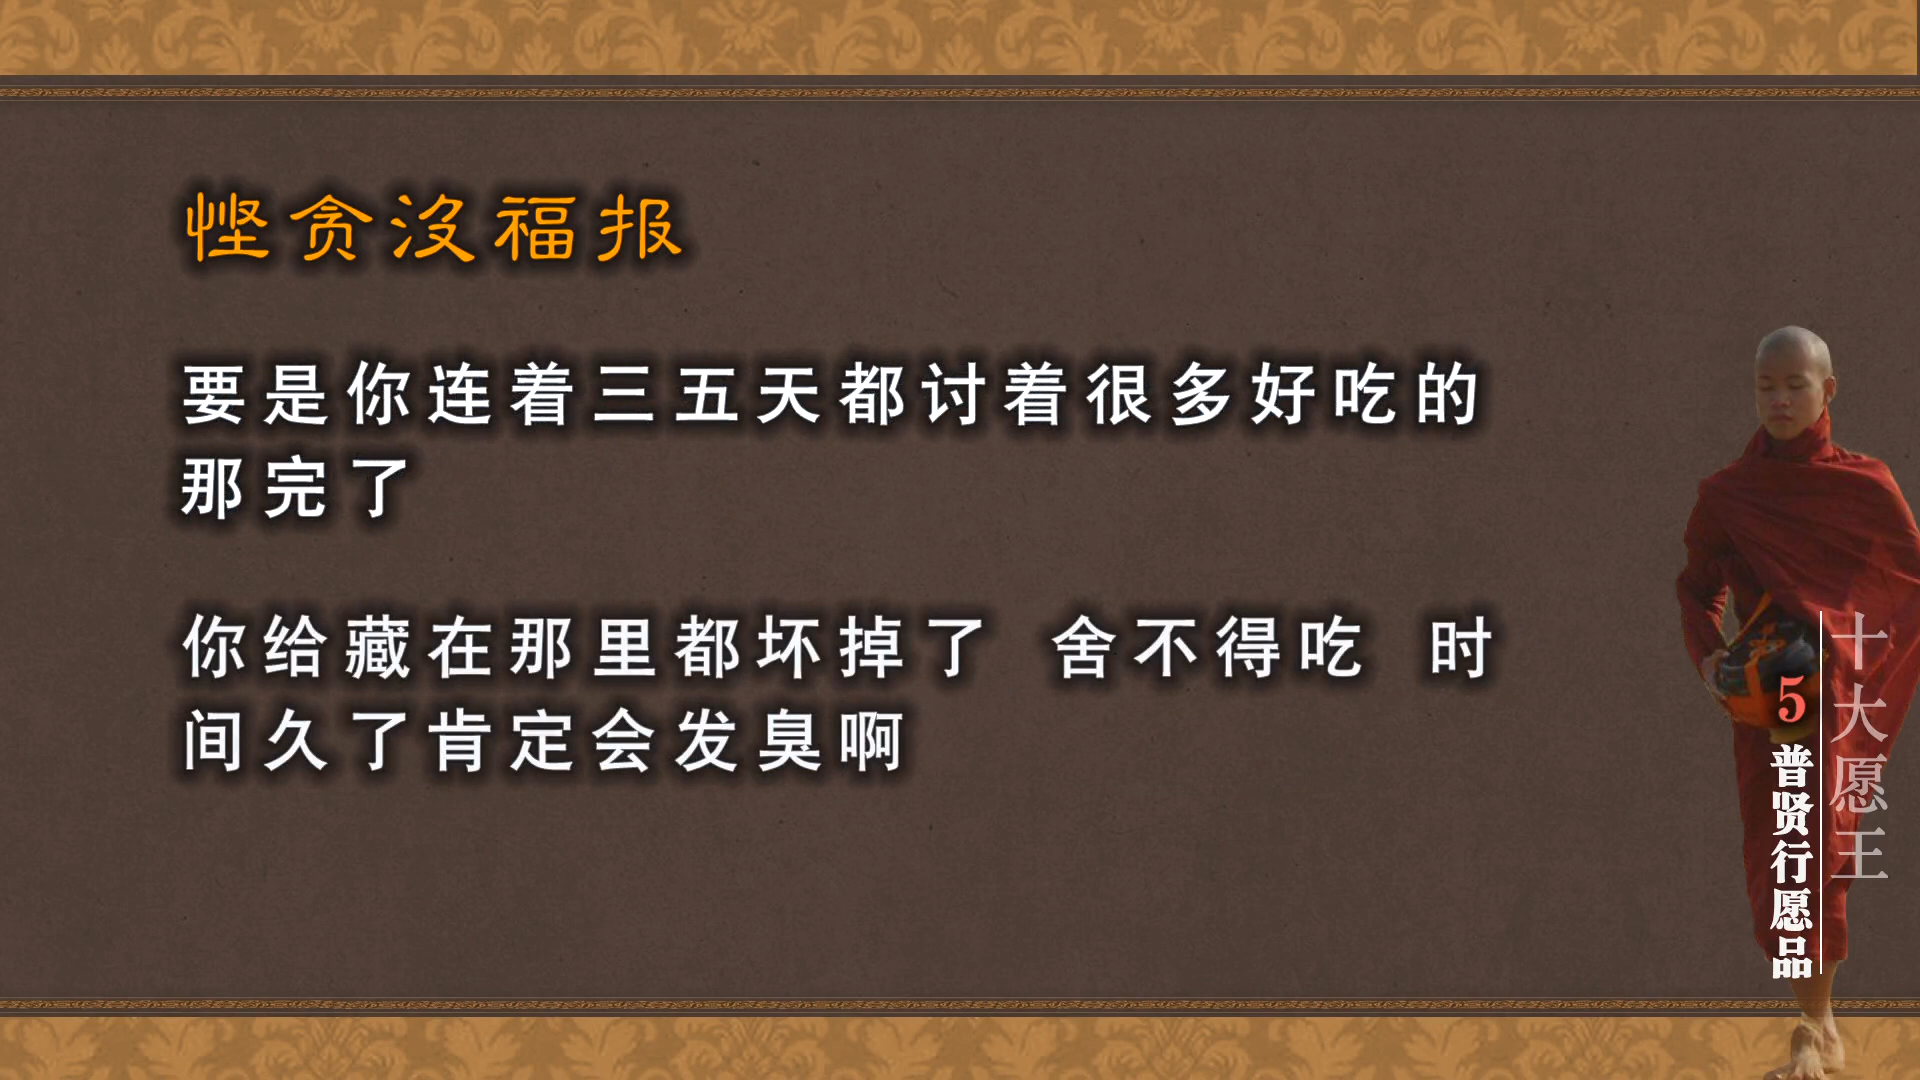 悭贪没福报
要是你连着三五天都讨着很多好吃的
那完了
你给藏在那里都坏掉了 舍不得吃 时
间久了肯定会发臭啊
十大愿王
5 普贤行愿品